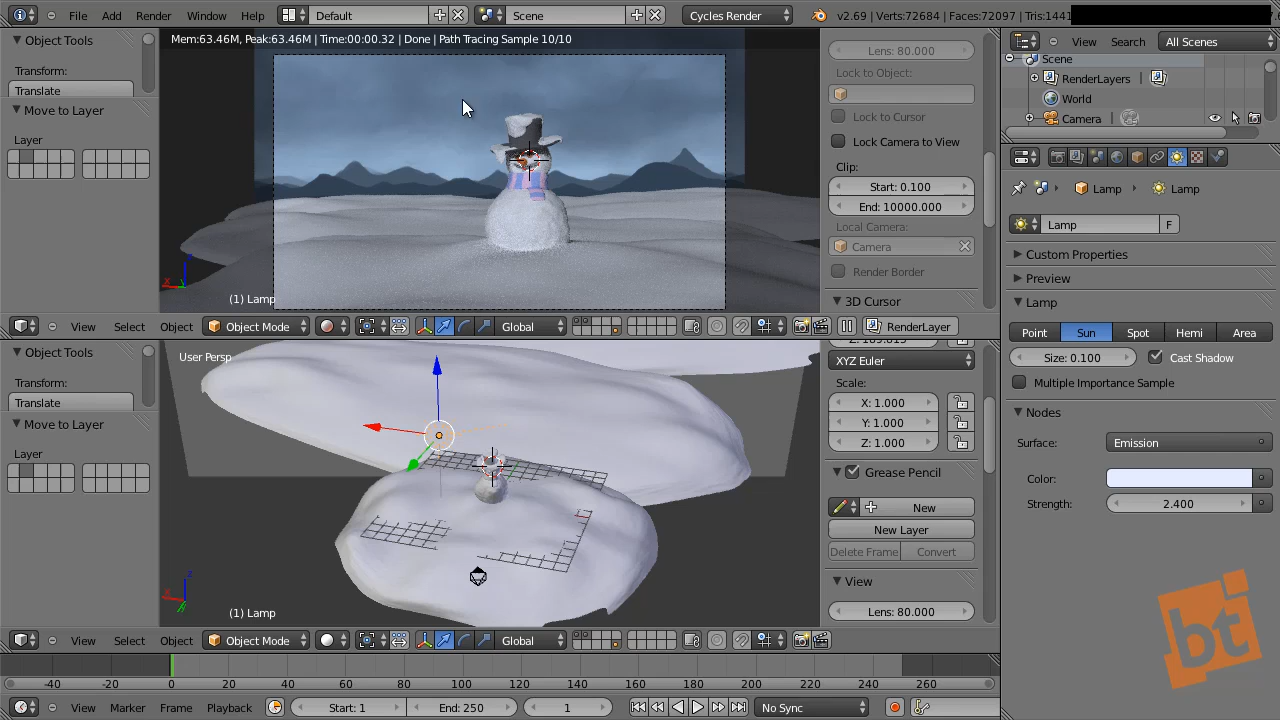 File Add Render Window Help Default Scene Cycles Render v2.69 | Verts:72684 | Faces:72097 | Tris:1441
Object Tools
Transform:
Translate
Move to Layer
Layer
Mem:63.46M, Peak:63.46M | Time:00:00.32 | Done | Path Tracing Sample 10/10
(1) Lamp
Lens: 80.000
Lock to Object:
Lock to Cursor
Lock Camera to View
Clip:
Start: 0.100
End: 10000.000
Local Camera:
Camera
Render Border
3D Cursor
View Select Object Object Mode Global RenderLayer
Object Tools
Transform:
Translate
Move to Layer
Layer
User Persp
(1) Lamp
XYZ Euler
Scale:
X: 1.000
Y: 1.000
Z: 1.000
Grease Pencil
New
New Layer
Delete Frame Convert
View
Lens: 80.000
View Select Object Object Mode Global
-40 -20 0 20 40 60 80 100 120 140 160 180 200 220 240 260
View Marker Frame Playback Start: 1 End: 250 1 No Sync
View Search All Scenes
Scene
RenderLayers
World
Camera
Lamp Lamp
Lamp F
Custom Properties
Preview
Lamp
Point Sun Spot Hemi Area
Size: 0.100 Cast Shadow
Multiple Importance Sample
Nodes
Surface: Emission
Color:
Strength: 2.400
bt